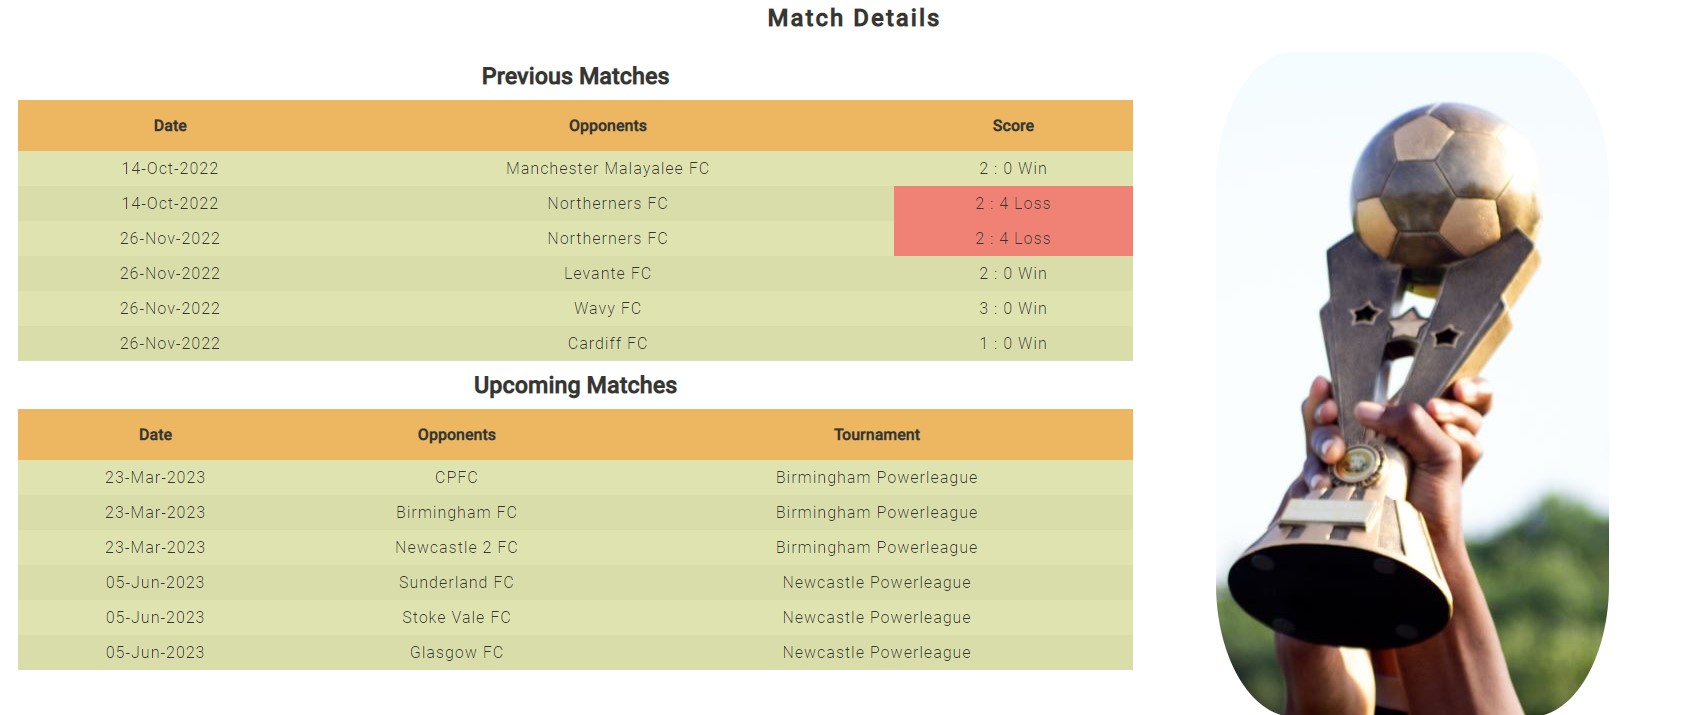 Match Details
Previous Matches
Date Opponents Score
14-Oct-2022 Manchester Malayalee FC 2 : 0 Win
14-Oct-2022 Northerners FC 2 : 4 Loss
26-Nov-2022 Northerners FC 2 : 4 Loss
26-Nov-2022 Levante FC 2 : 0 Win
26-Nov-2022 Wavy FC 3 : 0 Win
26-Nov-2022 Cardiff FC 1 : 0 Win
Upcoming Matches
Date Opponents Tournament
23-Mar-2023 CPFC Birmingham Powerleague
23-Mar-2023 Birmingham FC Birmingham Powerleague
23-Mar-2023 Newcastle 2 FC Birmingham Powerleague
05-Jun-2023 Sunderland FC Newcastle Powerleague
05-Jun-2023 Stoke Vale FC Newcastle Powerleague
05-Jun-2023 Glasgow FC Newcastle Powerleague